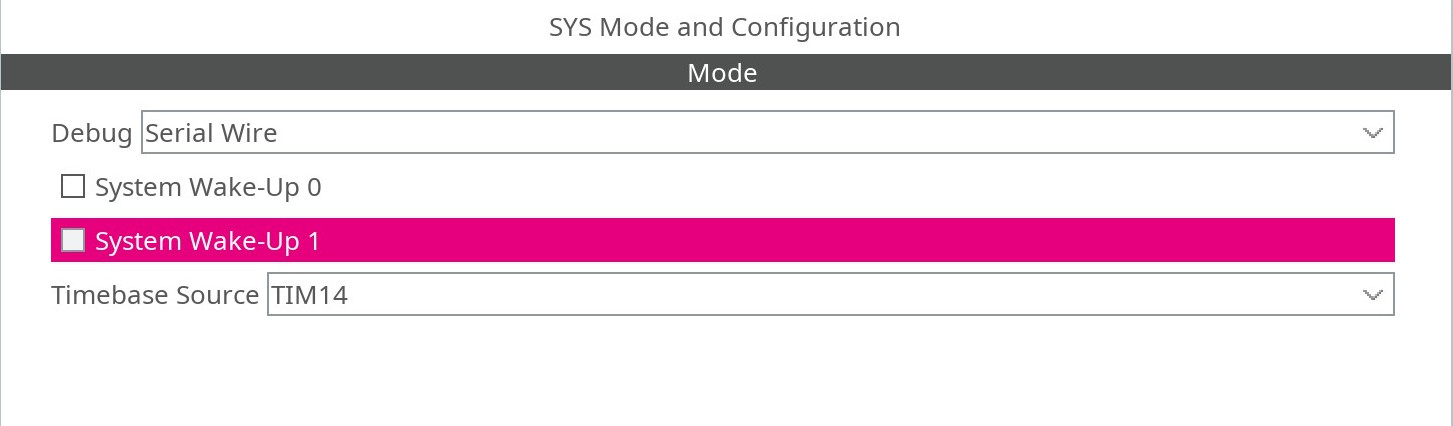 SYS Mode and Configuration
Mode
Debug Serial Wire
System Wake-Up 0
System Wake-Up 1
Timebase Source TIM14